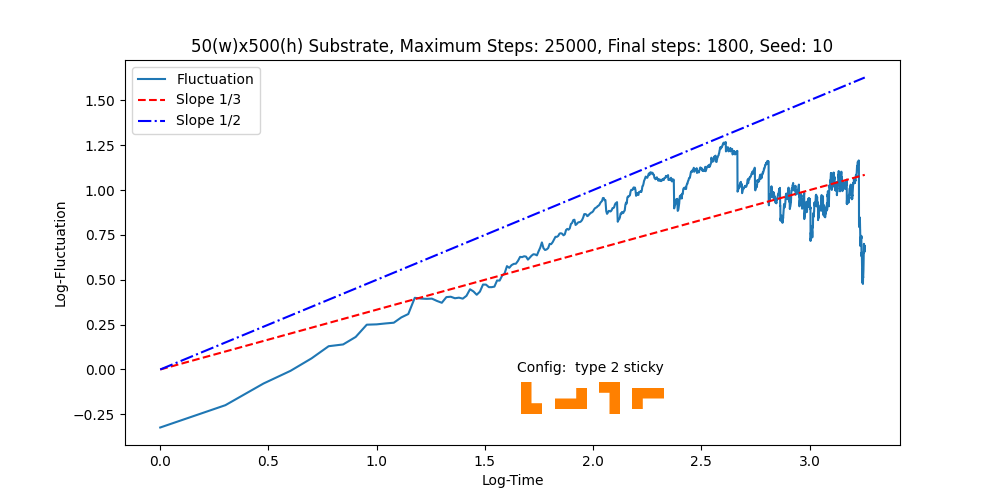 50(w)x500(h) Substrate, Maximum Steps: 25000, Final steps: 1800, Seed: 10
Fluctuation
Slope 1/3
Slope 1/2
1.50
1.25
1.00
0.75
0.50
0.25
0.00
−0.25
Log-Fluctuation
Config:  type 2 sticky
0.0 0.5 1.0 1.5 2.0 2.5 3.0
Log-Time